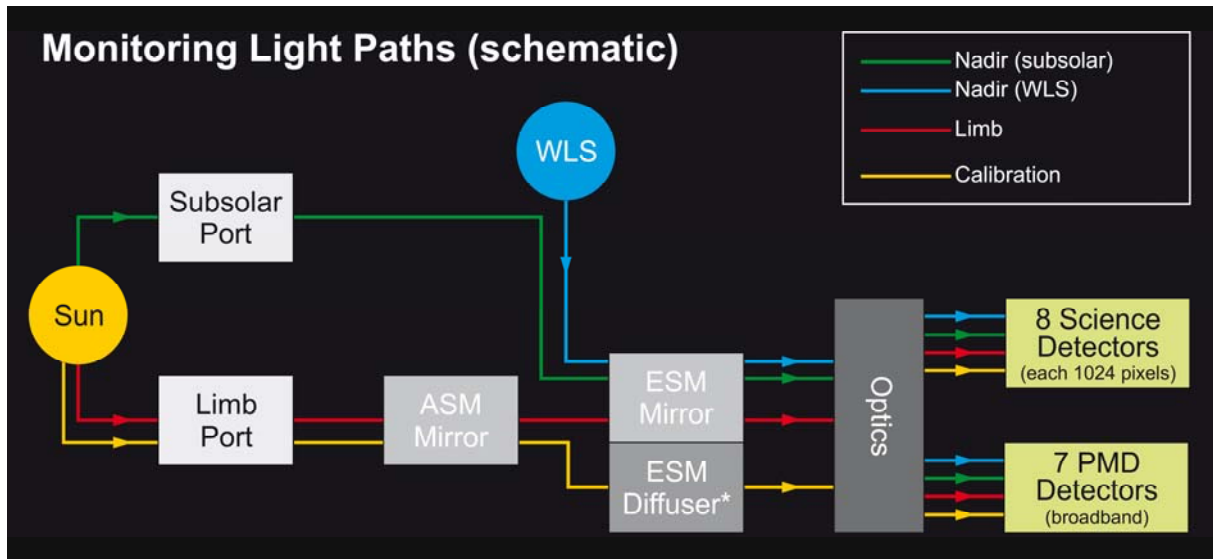 Monitoring Light Paths (schematic)
Nadir (subsolar)
Nadir (WLS)
Limb
Calibration
WLS
Subsolar
Port
Sun
Limb
Port
ASM
Mirror
ESM
Mirror
ESM
Diffuser*
Optics
8 Science
Detectors
(each 1024 pixels)
7 PMD
Detectors
(broadband)